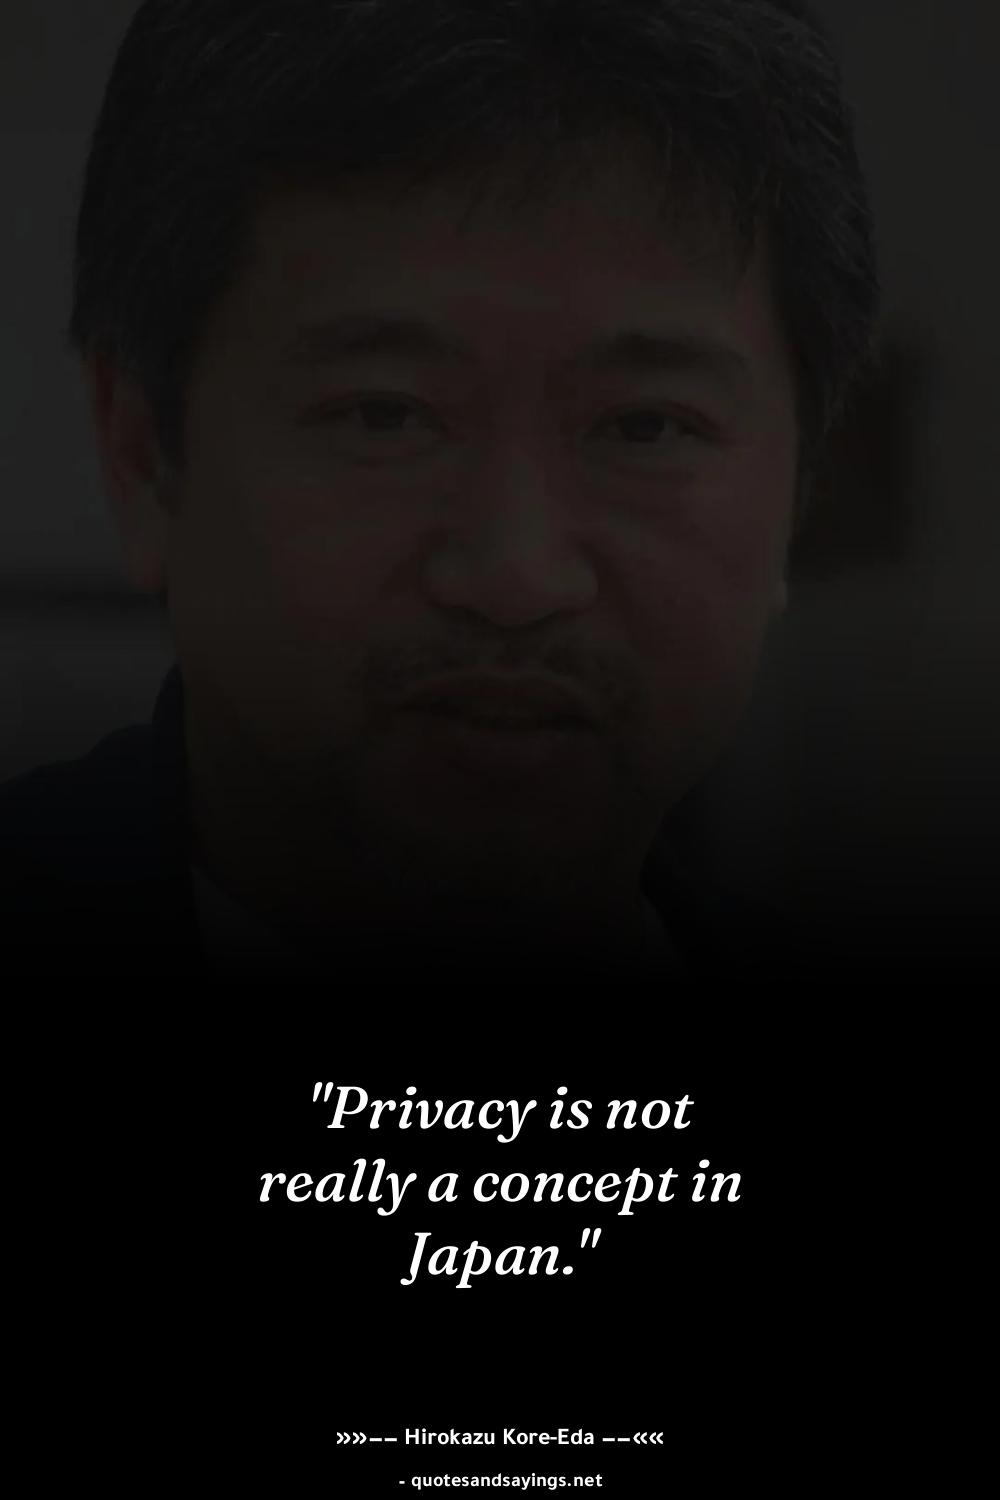 "Privacy is not
really a concept in
Japan."
»»–– Hirokazu Kore-Eda ––««
- quotesandsayings.net